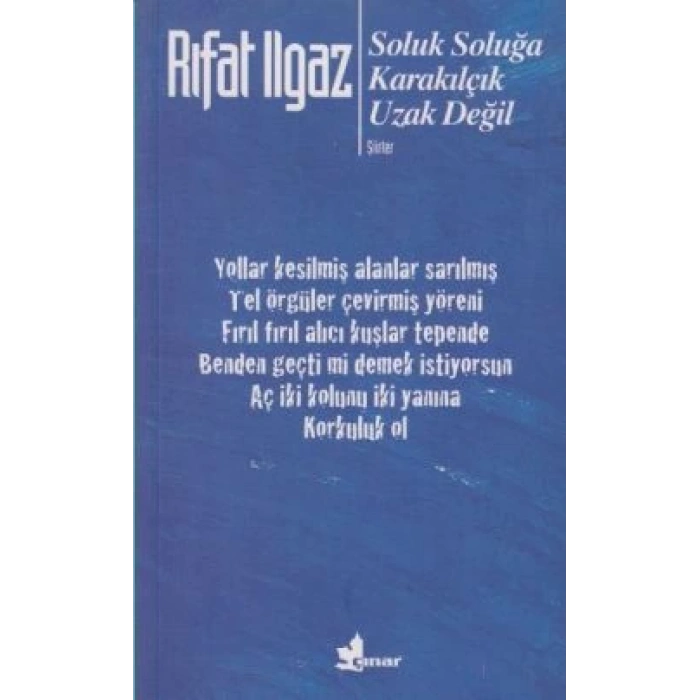 Rıfat Ilgaz
Soluk Soluğa
Karakılçık
Uzak Değil
Şiirler
Yollar kesilmiş alanlar sarılmış
Tel örgüler çevirmiş yöreni
Fırıl fırıl alıcı kuşlar tepende
Benden geçti mi demek istiyorsun
Aç iki kolunu iki yanına
Korkuluk ol
çınar